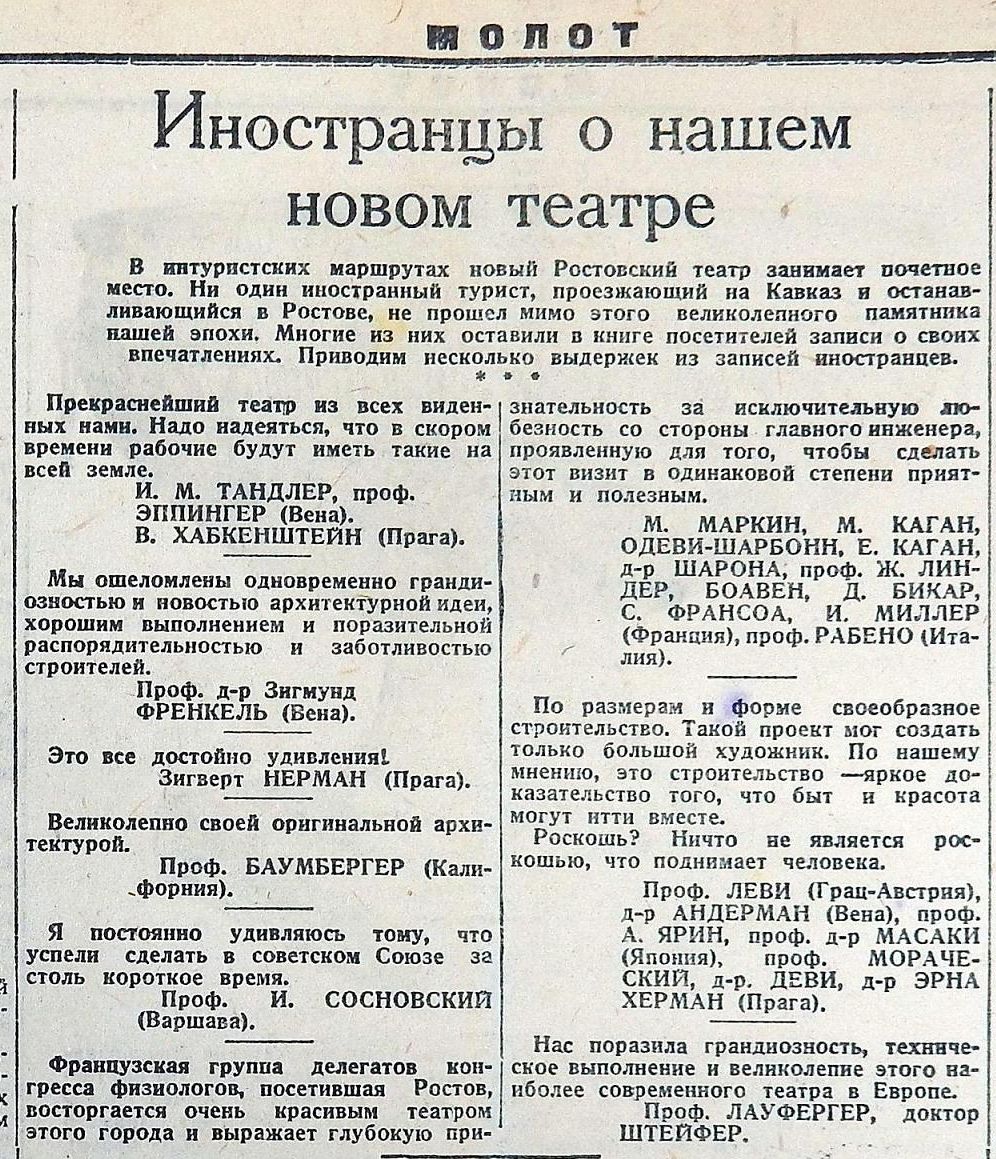 МОЛОТ
Иностранцы о нашем
новом театре
В интуристских маршрутах новый Ростовский театр занимает почетное
место. Ни один иностранный турист, проезжающий на Кавказ и останав-
ливающийся в Ростове, не прошел мимо этого великолепного памятника
нашей эпохи. Многие из них оставили в книге посетителей записи о своих
впечатлениях. Приводим несколько выдержек из записей иностранцев.
* * *
Прекраснейший театр из всех виден-
ных нами. Надо надеяться, что в скором
времени рабочие будут иметь такие на
всей земле.
И. М. ТАНДЛЕР, проф.
ЭППИНГЕР (Вена).
В. ХАБКЕНШТЕЙН (Прага).
Мы ошеломлены одновременно гранди-
озностью и новостью архитектурной идеи,
хорошим выполнением и поразительной
распорядительностью и заботливостью
строителей.
Проф. д-р Зигмунд
ФРЕНКЕЛЬ (Вена).
Это все достойно удивления!
Зигверт НЕРМАН (Прага).
Великолепно своей оригинальной архи-
тектурой.
Проф. БАУМБЕРГЕР (Кали-
форния).
Я постоянно удивляюсь тому, что
успели сделать в советском Союзе за
столь короткое время.
Проф. И. СОСНОВСКИЙ
(Варшава).
Французская группа делегатов кон-
гресса физиологов, посетившая Ростов,
восторгается очень красивым театром
этого города и выражает глубокую при-
знательность за исключительную лю-
безность со стороны главного инженера,
проявленную для того, чтобы сделать
этот визит в одинаковой степени прият-
ным и полезным.
М. МАРКИН, М. КАГАН,
ОДЕВИ-ШАРБОНН, Е. КАГАН,
д-р ШАРОНА, проф. Ж. ЛИН-
ДЕР, БОАВЕН, Д. БИКАР,
С. ФРАНСОА, И. МИЛЛЕР
(Франция), проф. РАБЕНО (Ита-
лия).
По размерам и форме своеобразное
строительство. Такой проект мог создать
только большой художник. По нашему
мнению, это строительство —яркое до-
казательство того, что быт и красота
могут итти вместе.
Роскошь? Ничто не является рос-
кошью, что поднимает человека.
Проф. ЛЕВИ (Грац-Австрия),
д-р АНДЕРМАН (Вена), проф.
А. ЯРИН, проф. д-р МАСАКИ
(Япония), проф. МОРАЧЕ-
СКИЙ, д-р. ДЕВИ, д-р ЭРНА
ХЕРМАН (Прага).
Нас поразила грандиозность, техниче-
ское выполнение и великолепие этого на-
иболее современного театра в Европе.
Проф. ЛАУФЕРГЕР, доктор
ШТЕЙФЕР.